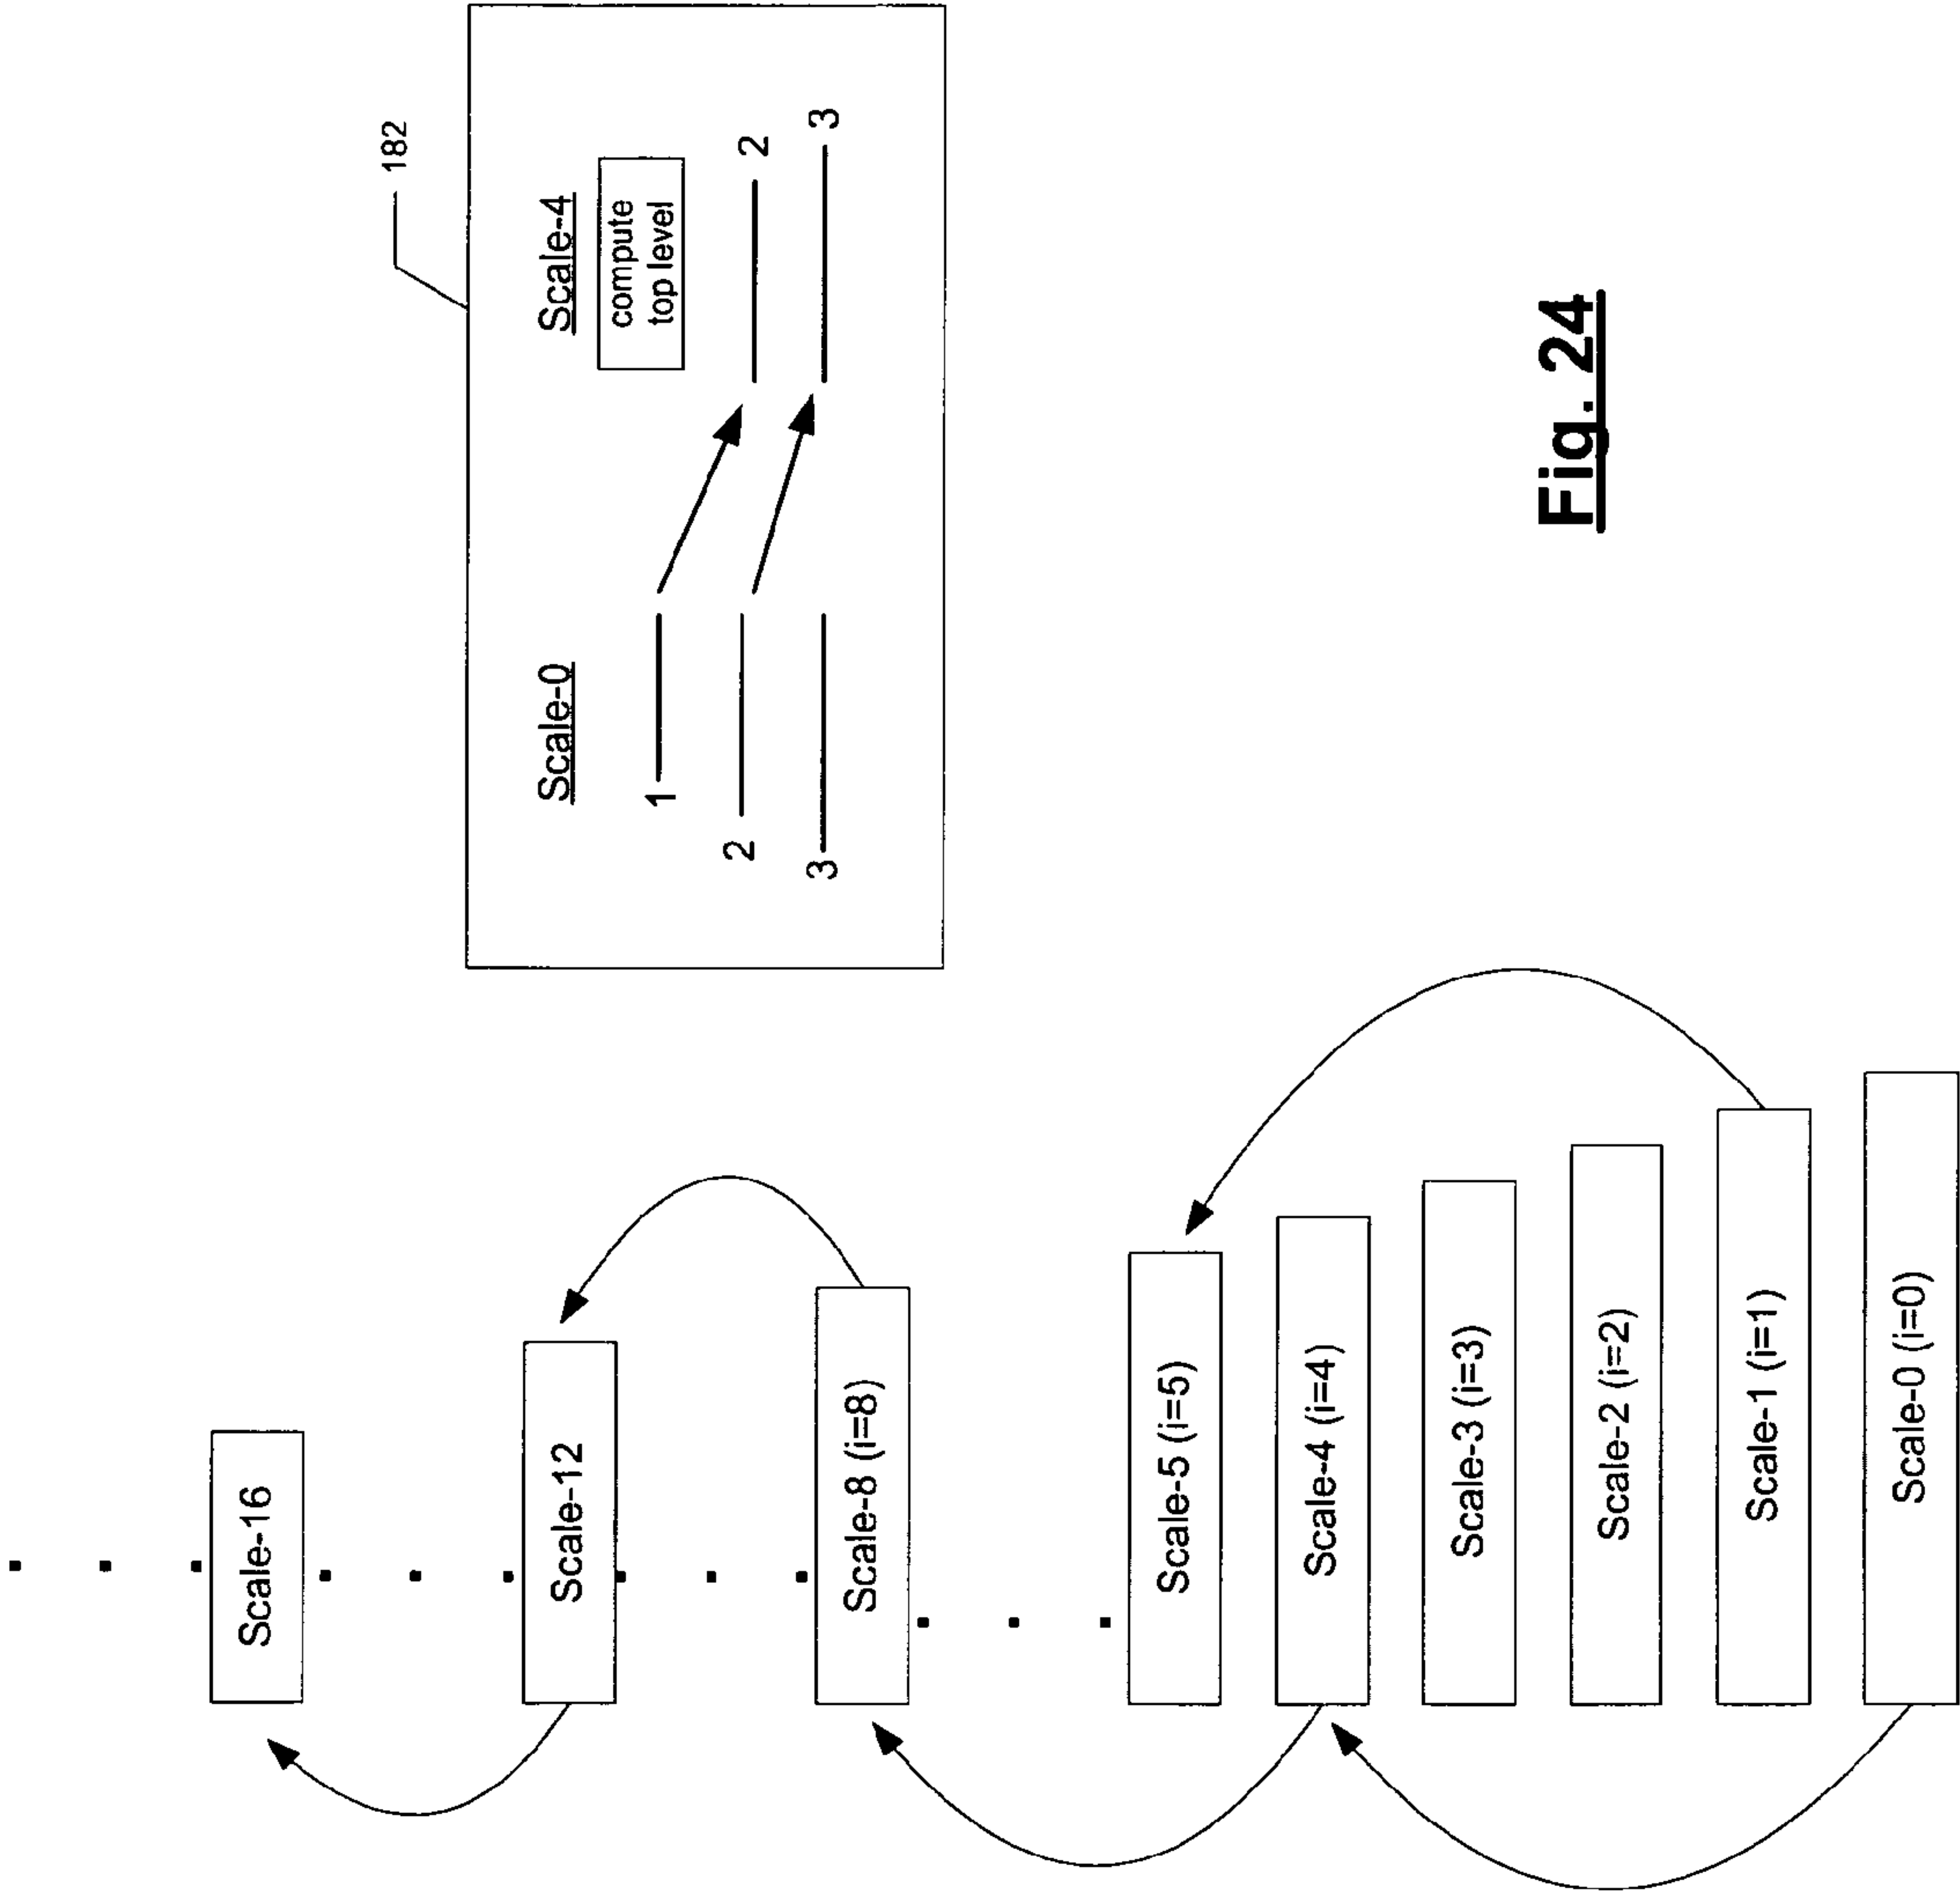 Scale-16
Scale-12
Scale-8 (i=8)
Scale-5 (i=5)
Scale-4 (i=4)
Scale-3 (i=3)
Scale-2 (i=2)
Scale-1 (i=1)
Scale-0 (i=0)
182
Scale-0
Scale-4
compute
top level
1
2
2
3
3
Fig. 24